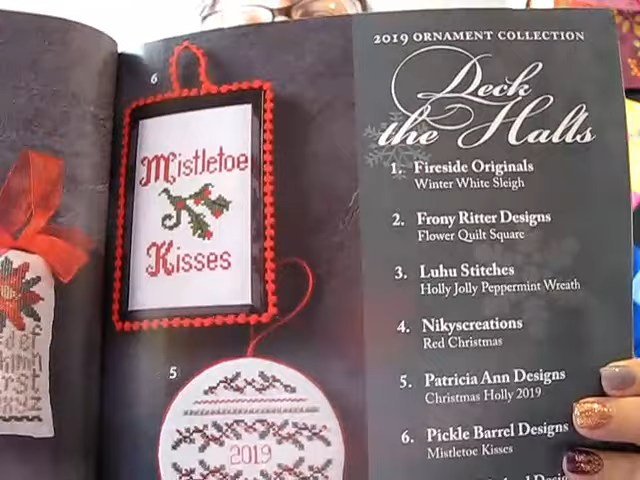 6
Mistletoe
Kisses
5
2019
2019 ORNAMENT COLLECTION
Deck
the Halls
1. Fireside Originals
Winter White Sleigh
2. Frony Ritter Designs
Flower Quilt Square
3. Luhu Stitches
Holly Jolly Peppermint Wreath
4. Nikyscreations
Red Christmas
5. Patricia Ann Designs
Christmas Holly 2019
6. Pickle Barrel Designs
Mistletoe Kisses